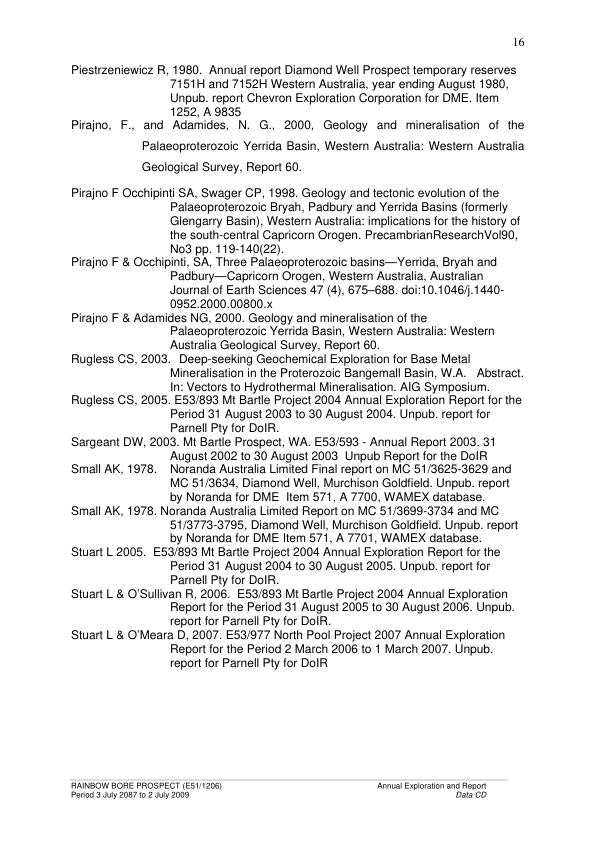 16
Piestrzeniewicz R, 1980.  Annual report Diamond Well Prospect temporary reserves
7151H and 7152H Western Australia, year ending August 1980,
Unpub. report Chevron Exploration Corporation for DME. Item
1252, A 9835
Pirajno, F., and Adamides, N. G., 2000, Geology and mineralisation of the
Palaeoproterozoic Yerrida Basin, Western Australia: Western Australia
Geological Survey, Report 60.
Pirajno F Occhipinti SA, Swager CP, 1998. Geology and tectonic evolution of the
Palaeoproterozoic Bryah, Padbury and Yerrida Basins (formerly
Glengarry Basin), Western Australia: implications for the history of
the south-central Capricorn Orogen. PrecambrianResearchVol90,
No3 pp. 119-140(22).
Pirajno F & Occhipinti, SA, Three Palaeoproterozoic basins—Yerrida, Bryah and
Padbury—Capricorn Orogen, Western Australia, Australian
Journal of Earth Sciences 47 (4), 675–688. doi:10.1046/j.1440-
0952.2000.00800.x
Pirajno F & Adamides NG, 2000. Geology and mineralisation of the
Palaeoproterozoic Yerrida Basin, Western Australia: Western
Australia Geological Survey, Report 60.
Rugless CS, 2003.  Deep-seeking Geochemical Exploration for Base Metal
Mineralisation in the Proterozoic Bangemall Basin, W.A.   Abstract.
In: Vectors to Hydrothermal Mineralisation. AIG Symposium.
Rugless CS, 2005. E53/893 Mt Bartle Project 2004 Annual Exploration Report for the
Period 31 August 2003 to 30 August 2004. Unpub. report for
Parnell Pty for DoIR.
Sargeant DW, 2003. Mt Bartle Prospect, WA. E53/593 - Annual Report 2003. 31
August 2002 to 30 August 2003  Unpub Report for the DoIR
Small AK, 1978.    Noranda Australia Limited Final report on MC 51/3625-3629 and
MC 51/3634, Diamond Well, Murchison Goldfield. Unpub. report
by Noranda for DME  Item 571, A 7700, WAMEX database.
Small AK, 1978. Noranda Australia Limited Report on MC 51/3699-3734 and MC
51/3773-3795, Diamond Well, Murchison Goldfield. Unpub. report
by Noranda for DME Item 571, A 7701, WAMEX database.
Stuart L 2005.  E53/893 Mt Bartle Project 2004 Annual Exploration Report for the
Period 31 August 2004 to 30 August 2005. Unpub. report for
Parnell Pty for DoIR.
Stuart L & O'Sullivan R, 2006.  E53/893 Mt Bartle Project 2004 Annual Exploration
Report for the Period 31 August 2005 to 30 August 2006. Unpub.
report for Parnell Pty for DoIR.
Stuart L & O'Meara D, 2007. E53/977 North Pool Project 2007 Annual Exploration
Report for the Period 2 March 2006 to 1 March 2007. Unpub.
report for Parnell Pty for DoIR
RAINBOW BORE PROSPECT (E51/1206) Annual Exploration and Report
Period 3 July 2087 to 2 July 2009 Data CD